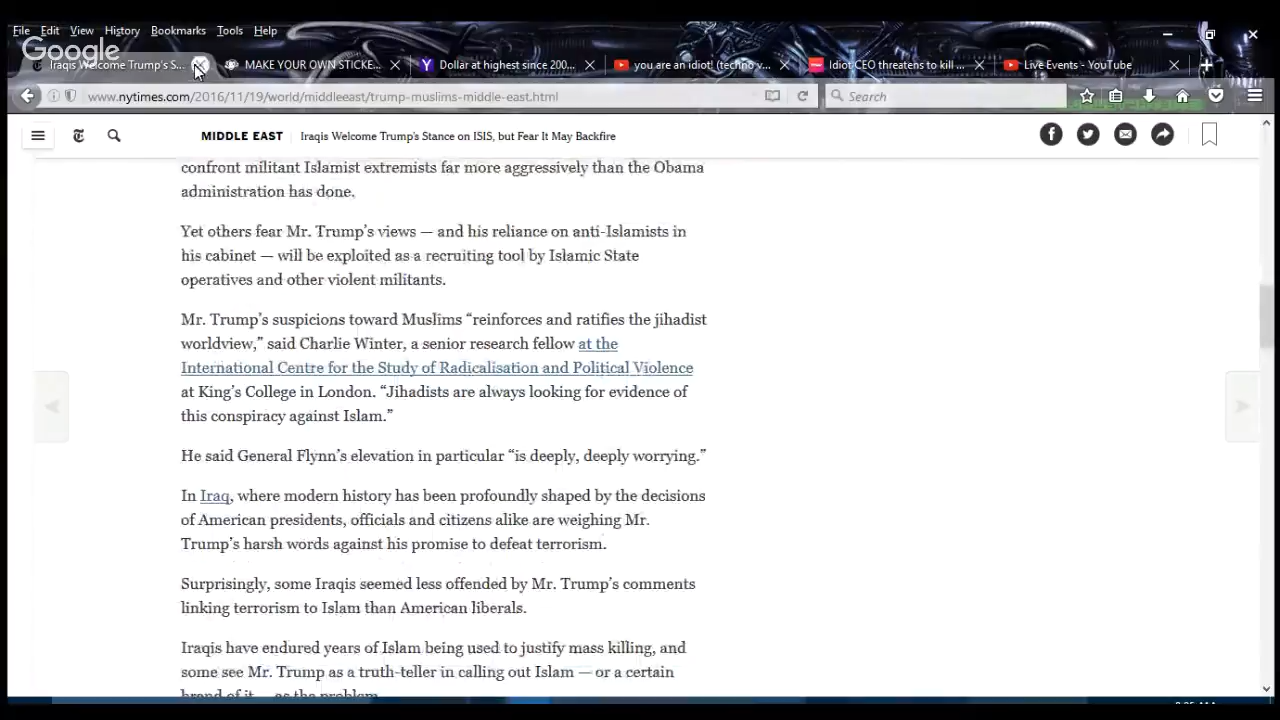 File Edit View History Bookmarks Tools Help
Google
Iraqis Welcome Trump's S... MAKE YOUR OWN STICKE... Dollar at highest since 200... you are an idiot! (techno v... Idiot CEO threatens to kill ... Live Events - YouTube
www.nytimes.com/2016/11/19/world/middleeast/trump-muslims-middle-east.html Search
MIDDLE EAST Iraqis Welcome Trump's Stance on ISIS, but Fear It May Backfire
confront militant Islamist extremists far more aggressively than the Obama
administration has done.
Yet others fear Mr. Trump's views — and his reliance on anti-Islamists in
his cabinet — will be exploited as a recruiting tool by Islamic State
operatives and other violent militants.
Mr. Trump's suspicions toward Muslims “reinforces and ratifies the jihadist
worldview,” said Charlie Winter, a senior research fellow at the
International Centre for the Study of Radicalisation and Political Violence
at King's College in London. “Jihadists are always looking for evidence of
this conspiracy against Islam.”
He said General Flynn's elevation in particular “is deeply, deeply worrying.”
In Iraq, where modern history has been profoundly shaped by the decisions
of American presidents, officials and citizens alike are weighing Mr.
Trump's harsh words against his promise to defeat terrorism.
Surprisingly, some Iraqis seemed less offended by Mr. Trump's comments
linking terrorism to Islam than American liberals.
Iraqis have endured years of Islam being used to justify mass killing, and
some see Mr. Trump as a truth-teller in calling out Islam — or a certain
brand of it — as the problem.